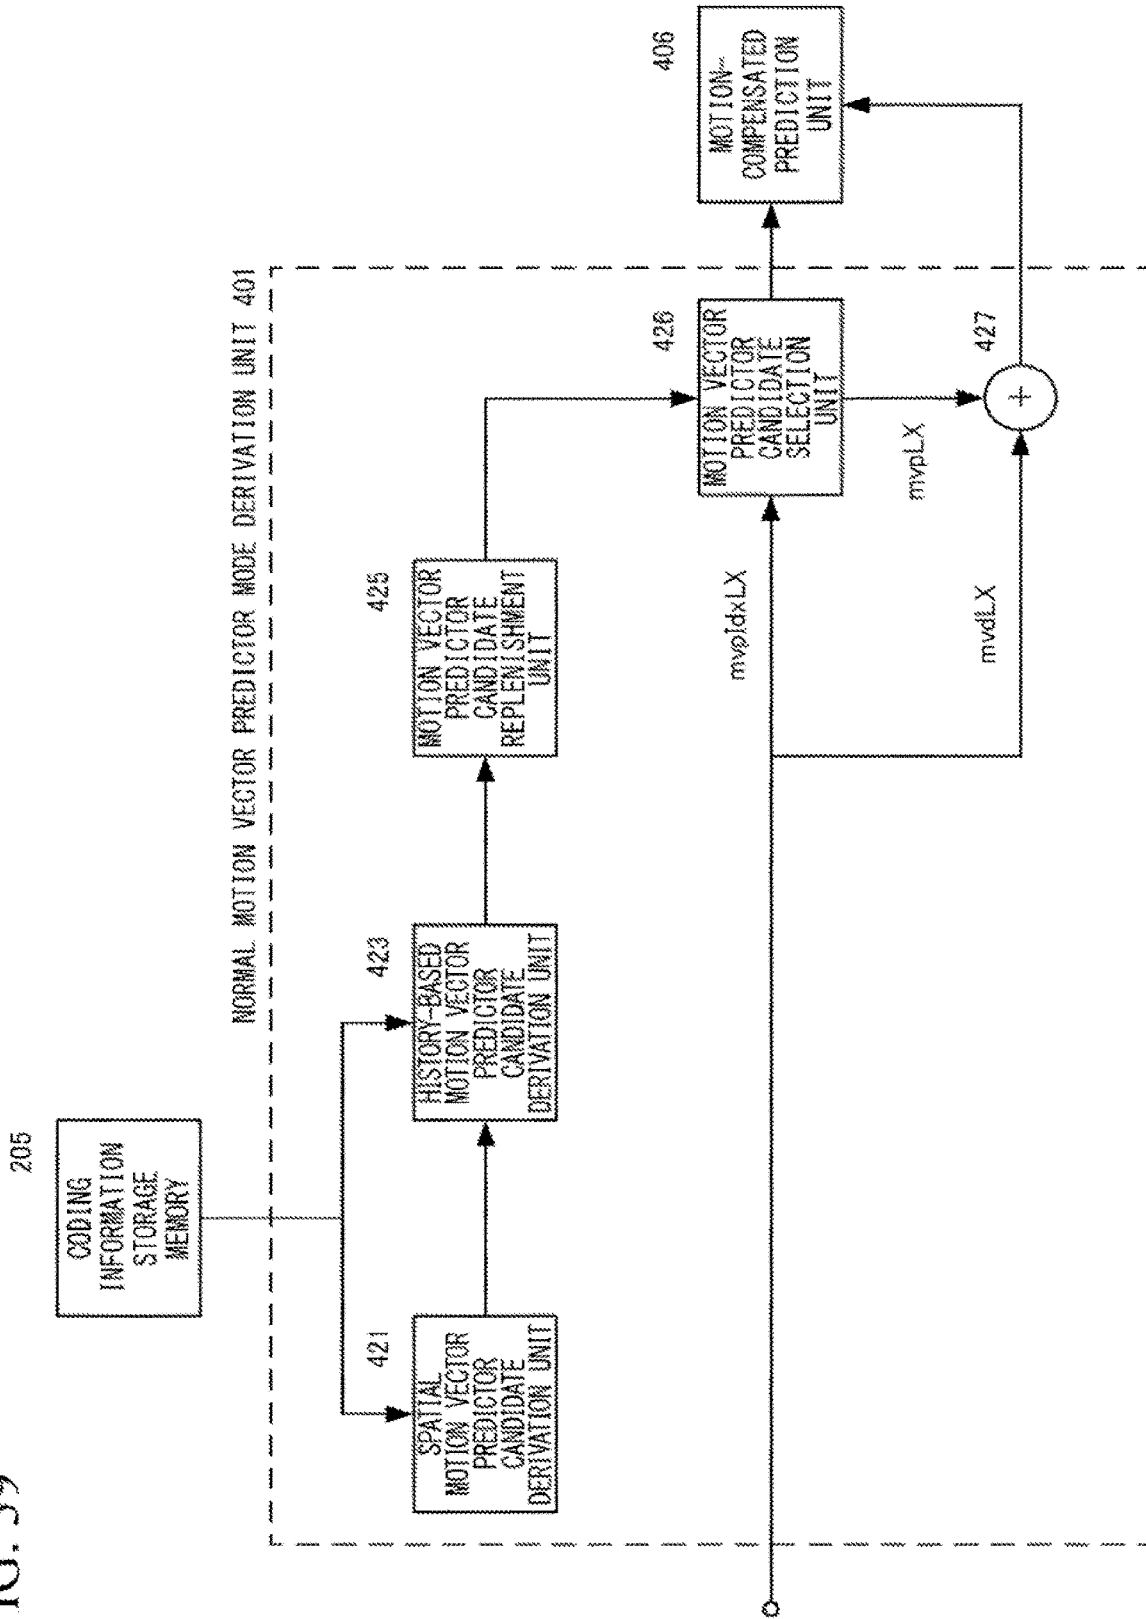 205
CODING
INFORMATION
STORAGE
MEMORY
NORMAL MOTION VECTOR PREDICTOR MODE DERIVATION UNIT 401
421
SPATIAL
MOTION VECTOR
PREDICTOR
CANDIDATE
DERIVATION UNIT
423
HISTORY-BASED
MOTION VECTOR
PREDICTOR
CANDIDATE
DERIVATION UNIT
425
MOTION VECTOR
PREDICTOR
CANDIDATE
REPLENISHMENT
UNIT
426
MOTION VECTOR
PREDICTOR
CANDIDATE
SELECTION
UNIT
406
MOTION-
COMPENSATED
PREDICTION
UNIT
mvpIdxLX
mvpLX
mvdLX
427
+